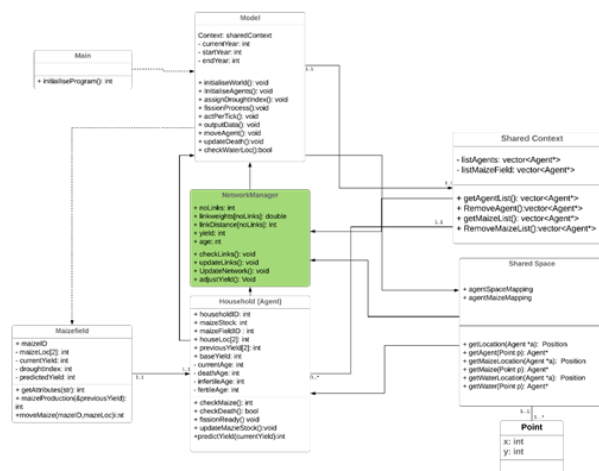 Model
Context: sharedContext
- currentYear: int
- startYear: int
- endYear: int
+ initialiseWorld(): void
+ InitialiseAgents(): void
+ assignDroughtIndex(): void
+ fissionProcess():void
+ actPerTick(): void
+ outputData(): void
+ moveAgent(): void
+ updateDeath():void
+ checkWaterLoc():bool
Main
+ initialiseProgram(): int
1..1
Shared Context
- listAgents: vector<Agent*>
- listMaizeField: vector<Agent*>
+ getAgentList(): vector<Agent*>
+ RemoveAgent():vector<Agent*>
+ getMaizeList(): vector<Agent*>
+ RemoveMaizeList():vector<Agent*>
1..1
1..1
NetworkManager
+ noLinks: int
+ linkweights[noLinks]: double
+ linkDistance[noLinks]: int
+ yield: int
+ age: int
+ checkLinks(): void
+ updateLinks(): void
+ UpdateNetwork(): void
+ adjustYield(): Void
Shared Space
+ agentSpaceMapping
+ agentMaizeMapping
+ getLocation(Agent *a): Position
+ getAgent(Point p): Agent*
+ getMaizeLocation(Agent *a): Position
+ getMaize(Point p): Agent*
+ getWaterLocation(Agent *a): Position
+ getWater(Point p): Agent*
Household (Agent)
+ householdID: int
+ maizeStock: int
+ maizeFieldID : int
+ houseLoc[2]: int
+ previousYield[2]: int
+ baseYield: int
- currentAge: int
- deathAge: int
- infertileAge: int
- fertileAge: int
+ checkMaize(): int
+ checkDeath(): bool
+ fissionReady() void
+ updateMazieStock():void
+predictYield(currentYield):int
Maizefield
+ maizeID
- maizeLoc[2]: int
- currentYield: int
- droughtIndex: int
- predictedYield: int
+ getAttributes(str): int
+ maizeProduction(&previousYield):
int
+moveMaize(maizeID,mazeLoc):int
1..1
1..1
0..*
1..1
1..*
Point
x: int
y: int